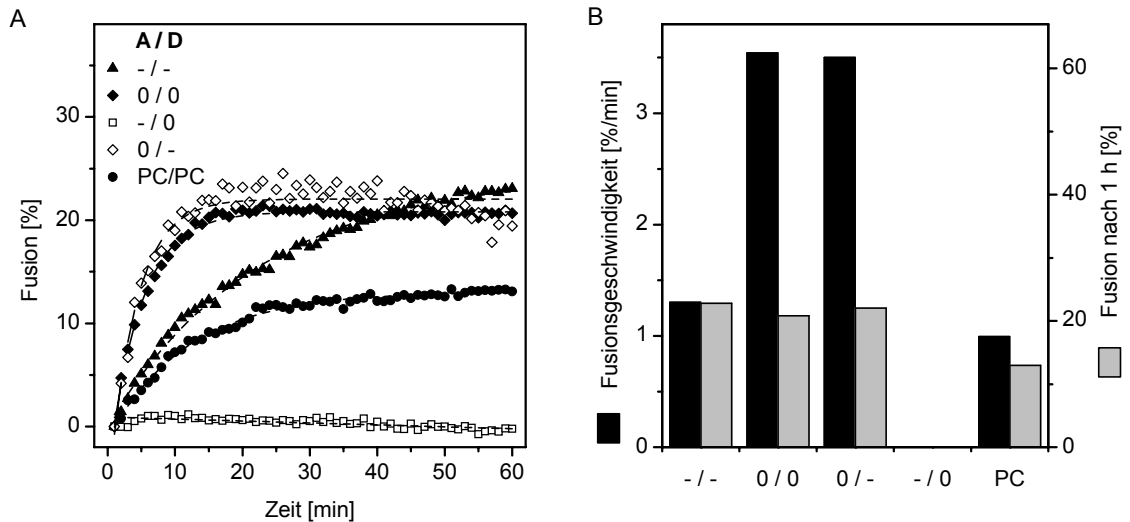 A
A / D
- / -
0 / 0
- / 0
0 / -
PC/PC
30
20
10
0
Fusion [%]
0 10 20 30 40 50 60
Zeit [min]
B
3
2
1
0
Fusionsgeschwindigkeit [%/min]
60
40
20
0
Fusion nach 1 h [%]
- / - 0 / 0 0 / - - / 0 PC